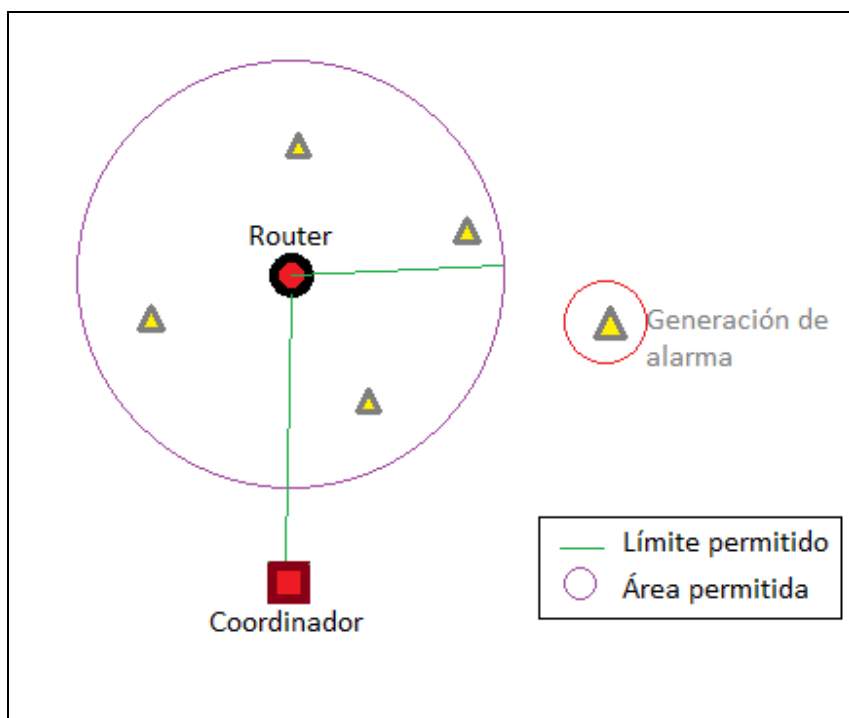 Router
Generación de
alarma
Límite permitido
Área permitida
Coordinador